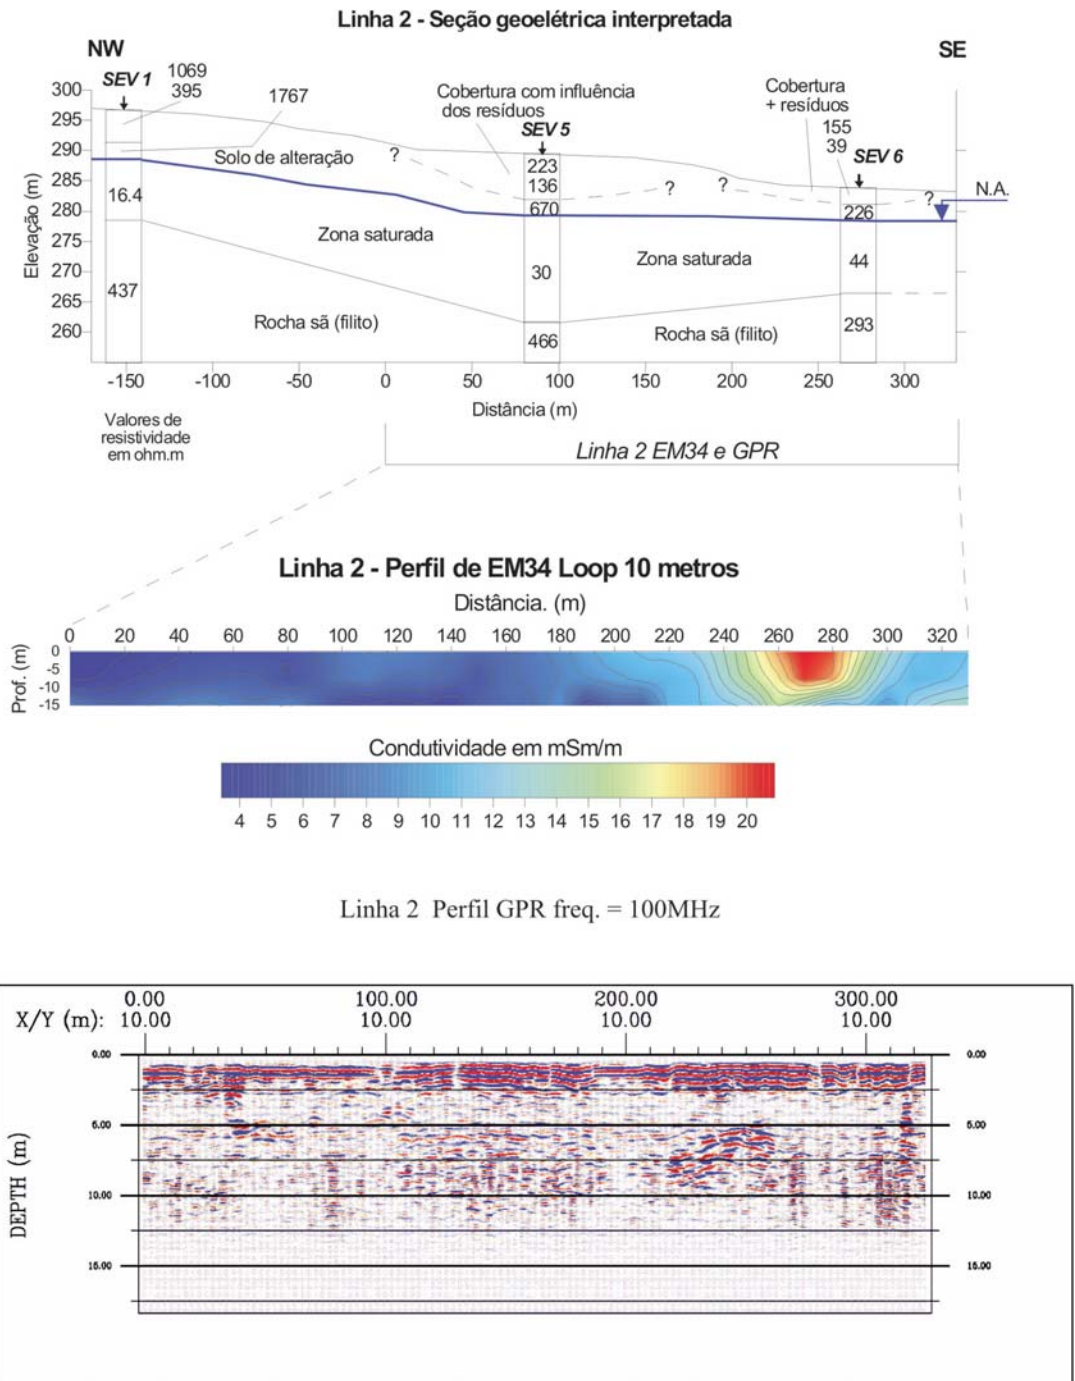 Linha 2 - Seção geoelétrica interpretada
NW
SE
SEV 1
1069
395
1767
Cobertura com influência
dos resíduos
SEV 5
Cobertura
+ resíduos
155
39
SEV 6
300
295
290
285
280
275
270
265
260
Elevação (m)
Solo de alteração
?
223
136
670
?
?
?
N.A.
226
16.4
Zona saturada
30
Zona saturada
44
437
Rocha sã (filito)
466
Rocha sã (filito)
293
-150 -100 -50 0 50 100 150 200 250 300
Distância (m)
Valores de
resistividade
em ohm.m
Linha 2 EM34 e GPR
Linha 2 - Perfil de EM34 Loop 10 metros
Distância. (m)
0 20 40 60 80 100 120 140 160 180 200 220 240 260 280 300 320
Prof. (m)
0
-5
-10
-15
Condutividade em mSm/m
4 5 6 7 8 9 10 11 12 13 14 15 16 17 18 19 20
Linha 2 Perfil GPR freq. = 100MHz
0.00 100.00 200.00 300.00
X/Y (m): 10.00 10.00 10.00 10.00
DEPTH (m)
0.00 0.00
5.00 5.00
10.00 10.00
15.00 15.00